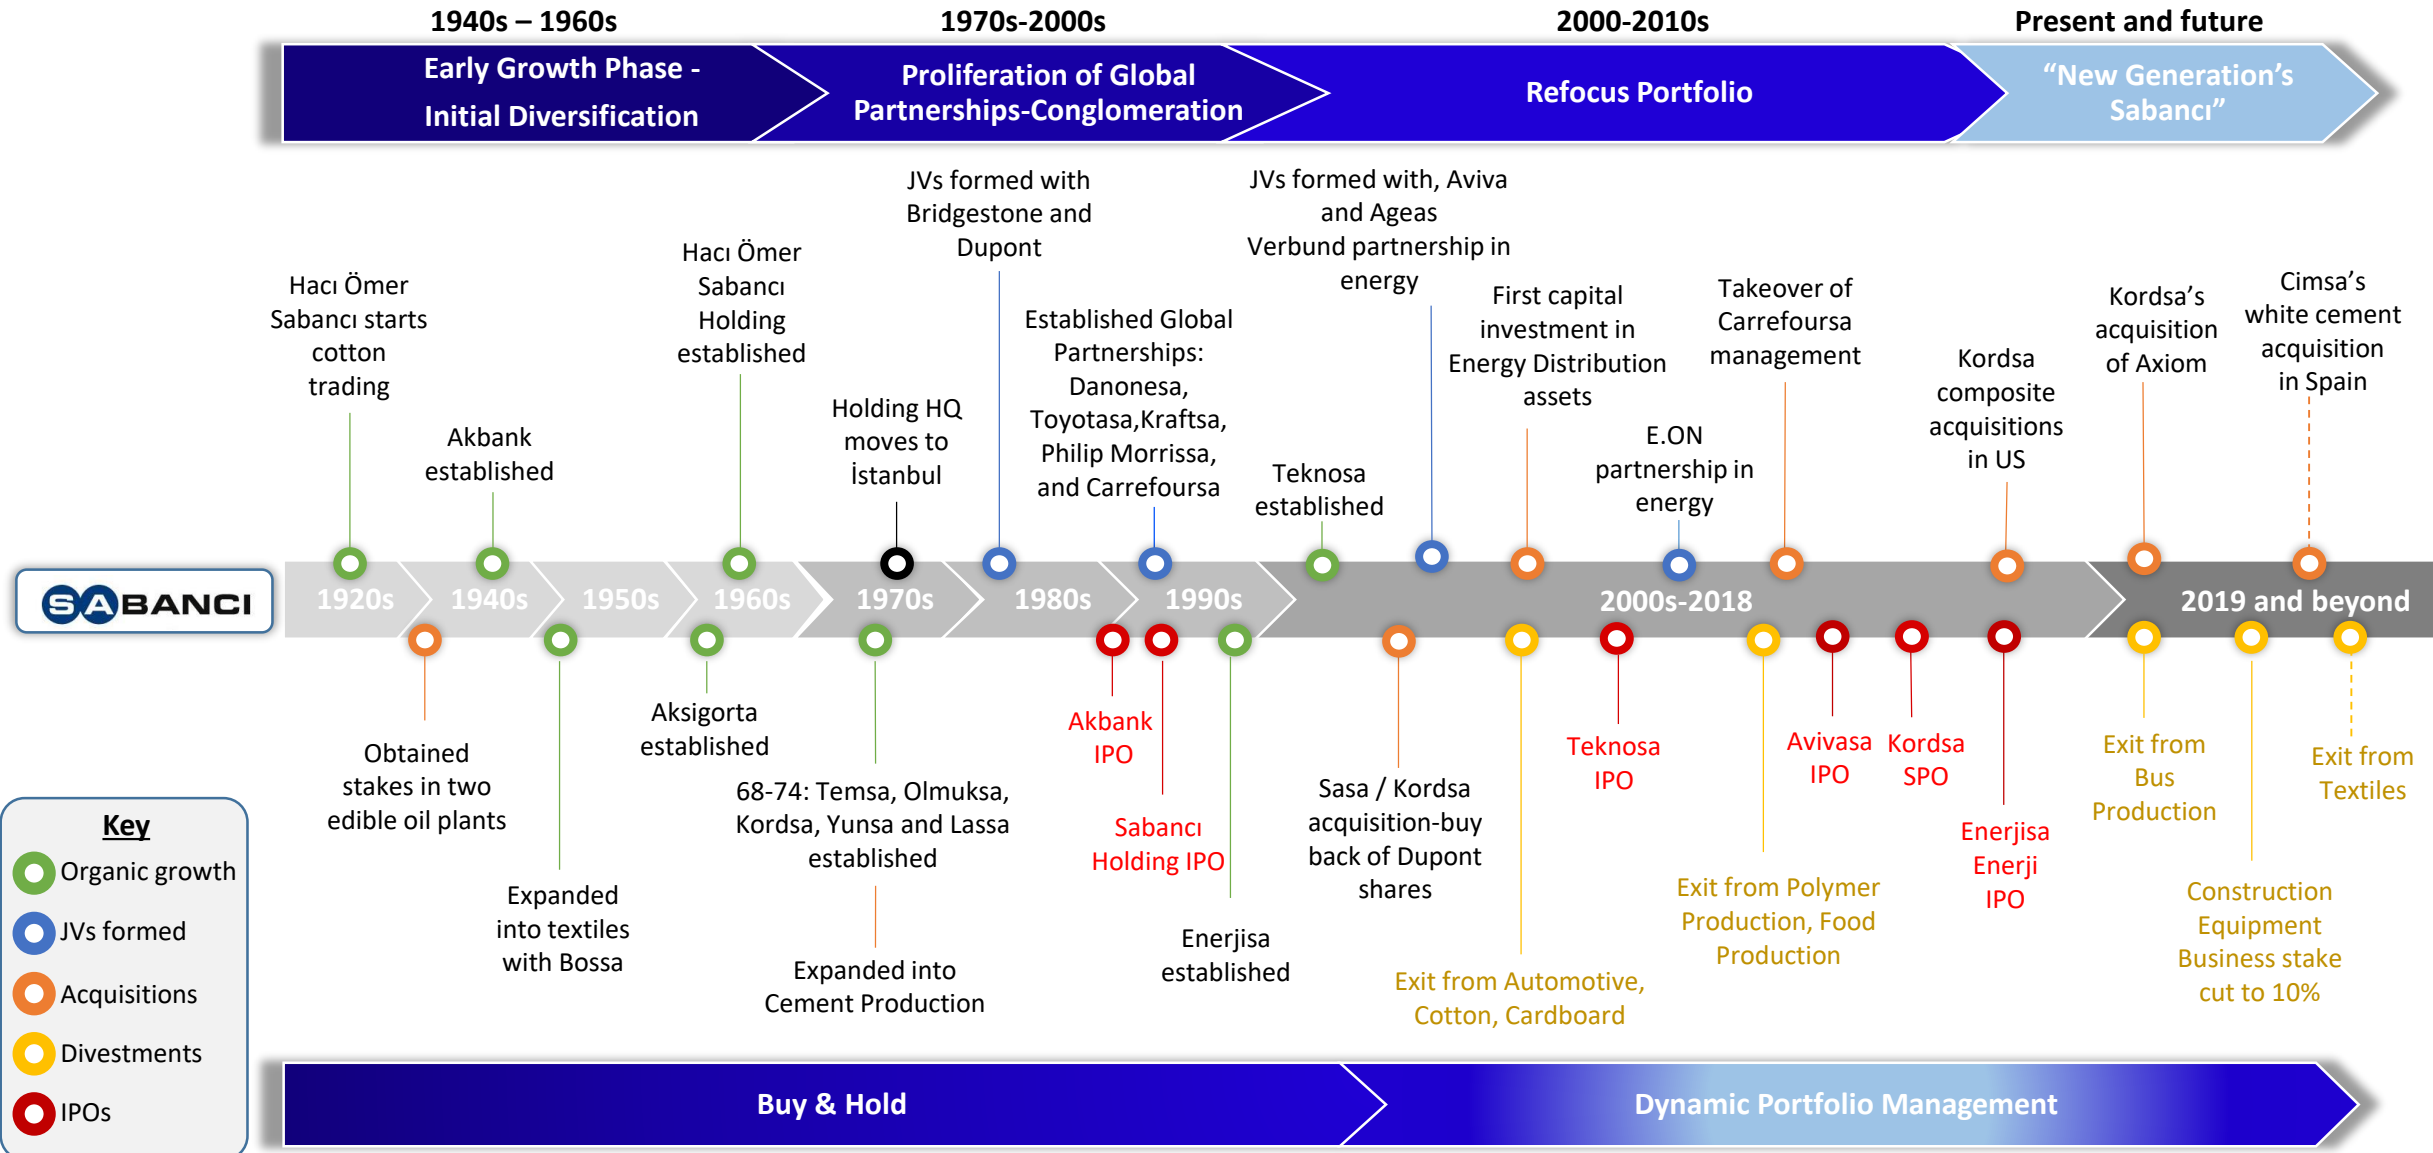 1940s – 1960s
1970s-2000s
2000-2010s
Present and future
Early Growth Phase -
Initial Diversification
Proliferation of Global
Partnerships-Conglomeration
Refocus Portfolio
“New Generation’s
Sabancı”
Hacı Ömer
Sabancı starts
cotton
trading
Akbank
established
Hacı Ömer
Sabancı
Holding
established
Holding HQ
moves to
İstanbul
JVs formed with
Bridgestone and
Dupont
Established Global
Partnerships:
Danonesa,
Toyotasa,Kraftsa,
Philip Morrissa,
and Carrefoursa
Teknosa
established
JVs formed with, Aviva
and Ageas
Verbund partnership in
energy
First capital
investment in
Energy Distribution
assets
E.ON
partnership in
energy
Takeover of
Carrefoursa
management
Kordsa
composite
acquisitions
in US
Kordsa’s
acquisition
of Axiom
Cimsa’s
white cement
acquisition
in Spain
SABANCI
1920s
1940s
1950s
1960s
1970s
1980s
1990s
2000s-2018
2019 and beyond
Obtained
stakes in two
edible oil plants
Expanded
into textiles
with Bossa
Aksigorta
established
68-74: Temsa, Olmuksa,
Kordsa, Yunsa and Lassa
established
Expanded into
Cement Production
Akbank
IPO
Sabancı
Holding IPO
Enerjisa
established
Sasa / Kordsa
acquisition-buy
back of Dupont
shares
Exit from Automotive,
Cotton, Cardboard
Teknosa
IPO
Exit from Polymer
Production, Food
Production
Avivasa
IPO
Kordsa
SPO
Enerjisa
Enerji
IPO
Exit from
Bus
Production
Construction
Equipment
Business stake
cut to 10%
Exit from
Textiles
Key
Organic growth
JVs formed
Acquisitions
Divestments
IPOs
Buy & Hold
Dynamic Portfolio Management